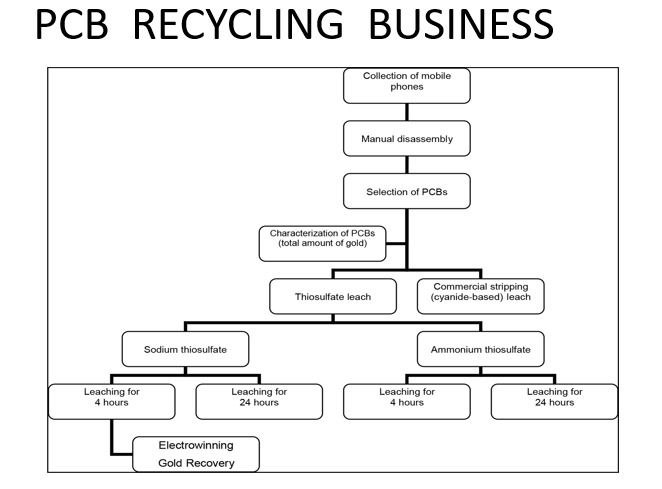 PCB RECYCLING BUSINESS
Collection of mobile
phones
Manual disassembly
Selection of PCBs
Characterization of PCBs
(total amount of gold)
Thiosulfate leach
Commercial stripping
(cyanide-based) leach
Sodium thiosulfate
Ammonium thiosulfate
Leaching for
4 hours
Leaching for
24 hours
Leaching for
4 hours
Leaching for
24 hours
Electrowinning
Gold Recovery